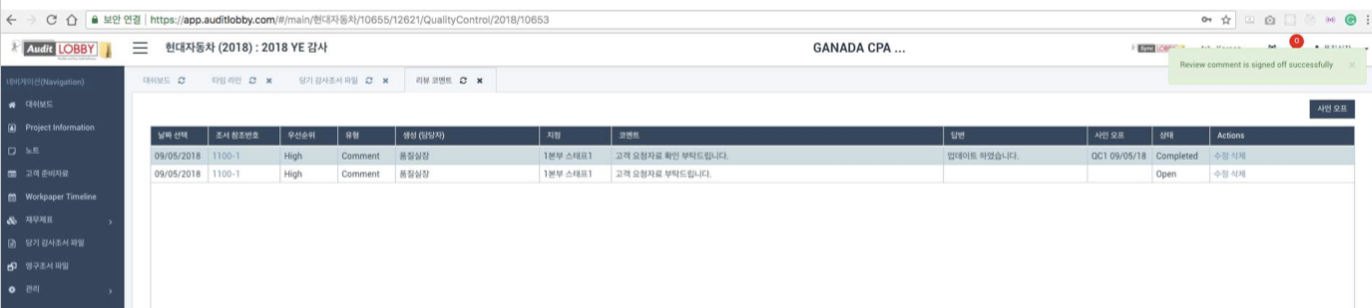 보안 연결 | https://app.auditlobby.com/#/main/현대자동차/10655/12621/QualityControl/2018/10653
Audit LOBBY
현대자동차 (2018) : 2018 YE 감사
GANADA CPA ...
0
Review comment is signed off successfully ×
네비게이션(Navigation)
대쉬보드
타임 라인
당기 감사조서 파일
리뷰 코멘트
대쉬보드
Project Information
노트
고객 준비자료
Workpaper Timeline
재무제표
당기 감사조서 파일
영구조서 파일
관리
사인 오프
날짜 선택 조서 참조번호 우선순위 유형 생성 (담당자) 지정 코멘트 답변 사인 오프 상태 Actions
09/05/2018 1100-1 High Comment 품질실장 1본부 스태프1 고객 요청자료 확인 부탁드립니다. 업데이트 하였습니다. QC1 09/05/18 Completed 수정 삭제
09/05/2018 1100-1 High Comment 품질실장 1본부 스태프1 고객 요청자료 부탁드립니다. Open 수정 삭제